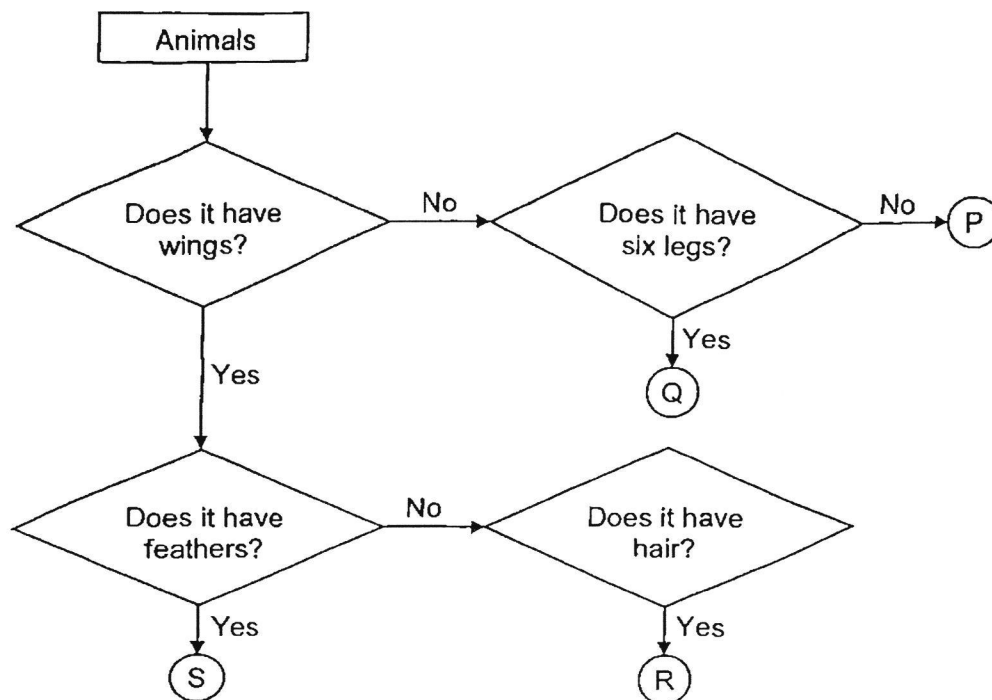 Animals
Does it have
wings?
No
Does it have
six legs?
No
P
Yes
Q
Yes
Does it have
feathers?
No
Does it have
hair?
Yes
S
Yes
R